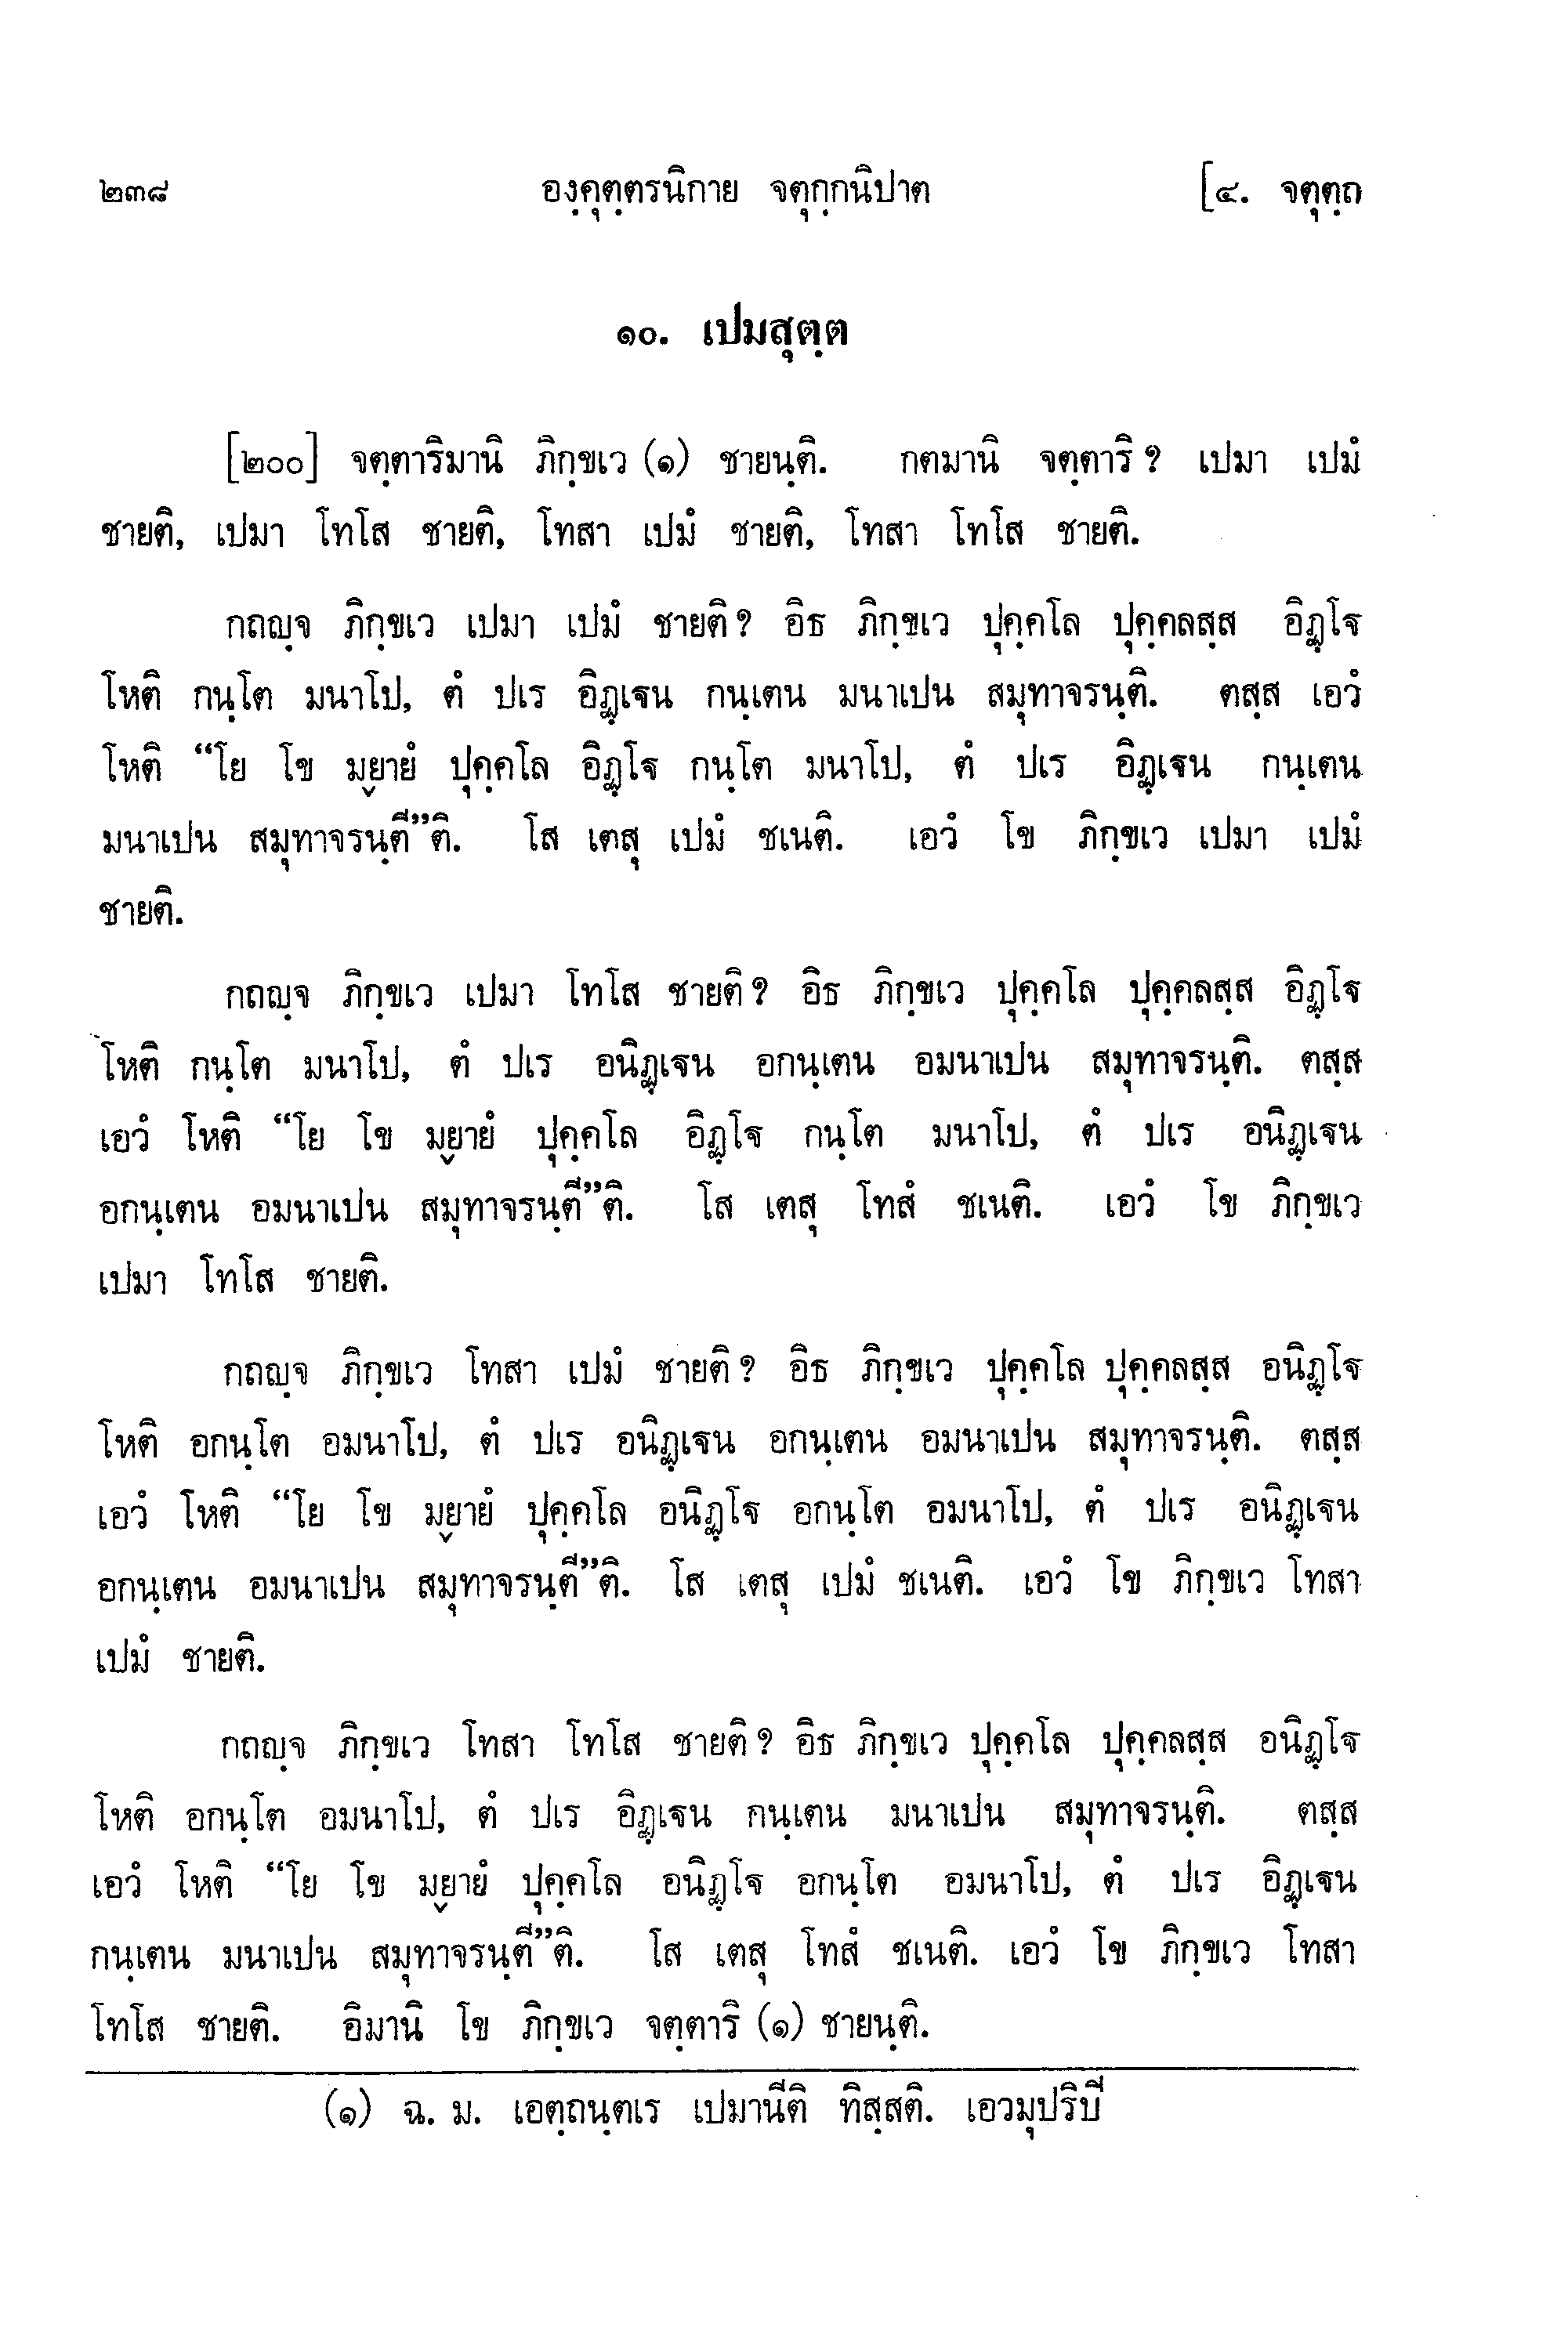 ๒๓๘ องฺคุตฺตรนิกาย จตุกฺกนิปาต [๔. จตุตฺถ
๑๐. เปมสุตฺต
[๒๐๐] จตฺตาริมานิ ภิกฺขเว (๑) ชายนฺติ. กตมานิ จตฺตาริ ? เปมา เปมํ
ชายติ, เปมา โทโส ชายติ, โทสา เปมํ ชายติ, โทสา โทโส ชายติ.
กถญฺจ ภิกฺขเว เปมา เปมํ ชายติ ? อิธ ภิกฺขเว ปุคฺคโล ปุคฺคลสฺส อิฏฺโฐ
โหติ กนฺโต มนาโป, ตํ ปเร อิฏฺเฐน กนฺเตน มนาเปน สมุทาจรนฺติ. ตสฺส เอวํ
โหติ “โย โข มฺยายํ ปุคฺคโล อิฏฺโฐ กนฺโต มนาโป, ตํ ปเร อิฏฺเฐน กนฺเตน
มนาเปน สมุทาจรนฺตี”ติ. โส เตสุ เปมํ ชเนติ. เอวํ โข ภิกฺขเว เปมา เปมํ
ชายติ.
กถญฺจ ภิกฺขเว เปมา โทโส ชายติ ? อิธ ภิกฺขเว ปุคฺคโล ปุคฺคลสฺส อิฏฺโฐ
โหติ กนฺโต มนาโป, ตํ ปเร อนิฏฺเฐน อกนฺเตน อมนาเปน สมุทาจรนฺติ. ตสฺส
เอวํ โหติ “โย โข มฺยายํ ปุคฺคโล อิฏฺโฐ กนฺโต มนาโป, ตํ ปเร อนิฏฺเฐน
อกนฺเตน อมนาเปน สมุทาจรนฺตี”ติ. โส เตสุ โทสํ ชเนติ. เอวํ โข ภิกฺขเว
เปมา โทโส ชายติ.
กถญฺจ ภิกฺขเว โทสา เปมํ ชายติ ? อิธ ภิกฺขเว ปุคฺคโล ปุคฺคลสฺส อนิฏฺโฐ
โหติ อกนฺโต อมนาโป, ตํ ปเร อนิฏฺเฐน อกนฺเตน อมนาเปน สมุทาจรนฺติ. ตสฺส
เอวํ โหติ “โย โข มฺยายํ ปุคฺคโล อนิฏฺโฐ อกนฺโต อมนาโป, ตํ ปเร อนิฏฺเฐน
อกนฺเตน อมนาเปน สมุทาจรนฺตี”ติ. โส เตสุ เปมํ ชเนติ. เอวํ โข ภิกฺขเว โทสา
เปมํ ชายติ.
กถญฺจ ภิกฺขเว โทสา โทโส ชายติ ? อิธ ภิกฺขเว ปุคฺคโล ปุคฺคลสฺส อนิฏฺโฐ
โหติ อกนฺโต อมนาโป, ตํ ปเร อิฏฺเฐน กนฺเตน มนาเปน สมุทาจรนฺติ. ตสฺส
เอวํ โหติ “โย โข มฺยายํ ปุคฺคโล อนิฏฺโฐ อกนฺโต อมนาโป, ตํ ปเร อิฏฺเฐน
กนฺเตน มนาเปน สมุทาจรนฺตี”ติ. โส เตสุ โทสํ ชเนติ. เอวํ โข ภิกฺขเว โทสา
โทโส ชายติ. อิมานิ โข ภิกฺขเว จตฺตาริ (๑) ชายนฺติ.
(๑) ฉ. ม. เอตฺถนฺตเร เปมานีติ ทิสฺสติ. เอวมุปริปี